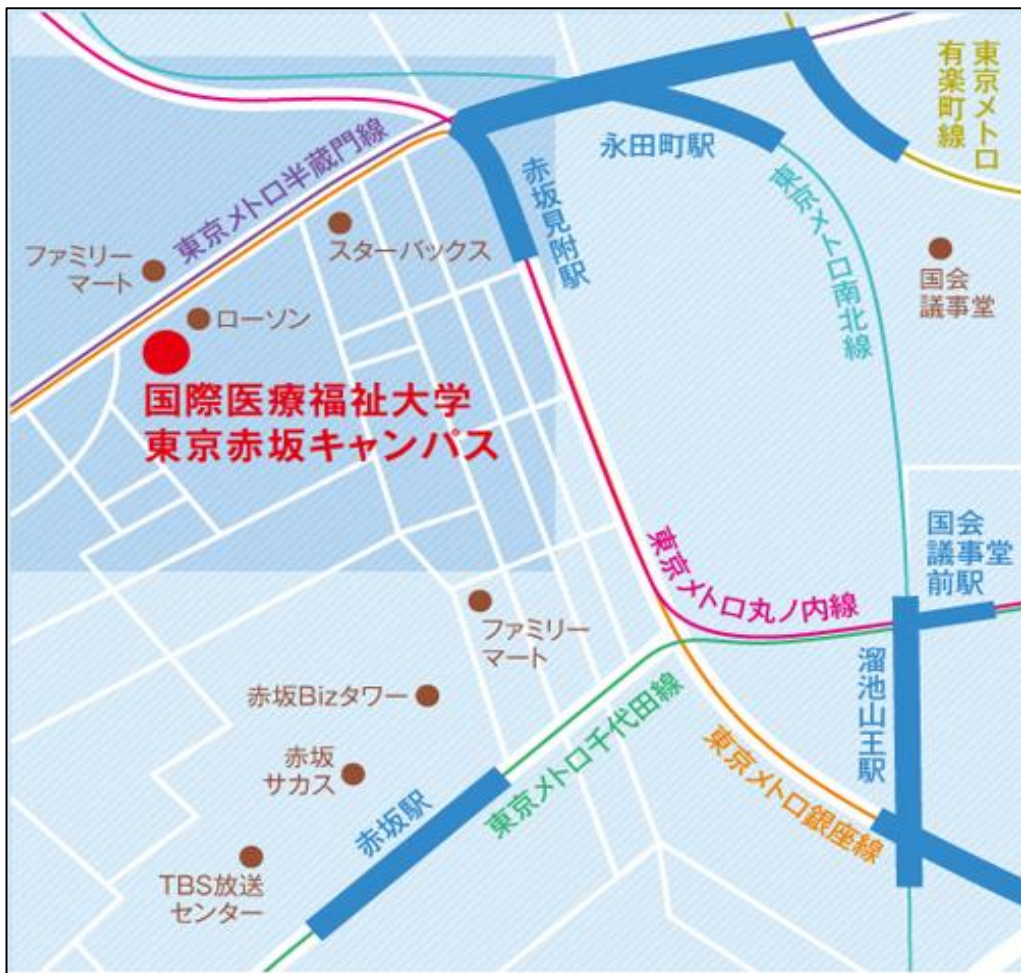 東京メトロ
有楽町線
永田町駅
赤坂見附駅
東京メトロ半蔵門線
東京メトロ南北線
スターバックス
ファミリー
マート
国会
議事堂
ローソン
国際医療福祉大学
東京赤坂キャンパス
国会
議事堂
前駅
東京メトロ丸ノ内線
ファミリー
マート
溜池山王駅
赤坂Bizタワー
東京メトロ千代田線
東京メトロ銀座線
赤坂
サカス
赤坂駅
TBS放送
センター